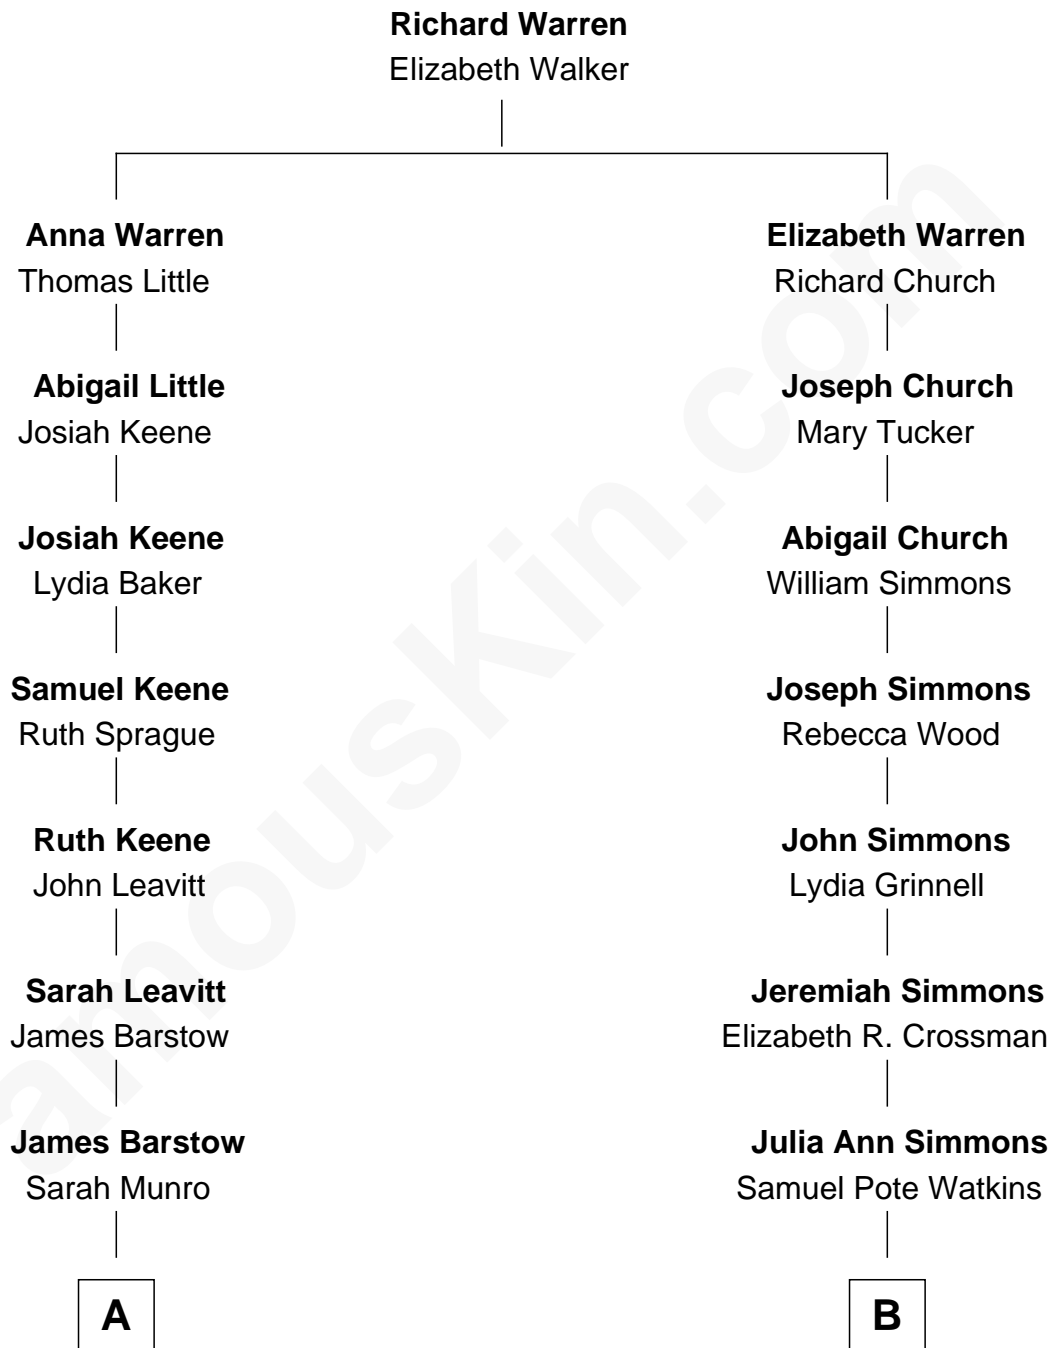 Richard Warren
Elizabeth Walker
Anna Warren
Thomas Little
Elizabeth Warren
Richard Church
Abigail Little
Josiah Keene
Joseph Church
Mary Tucker
Josiah Keene
Lydia Baker
Abigail Church
William Simmons
Samuel Keene
Ruth Sprague
Joseph Simmons
Rebecca Wood
Ruth Keene
John Leavitt
John Simmons
Lydia Grinnell
Sarah Leavitt
James Barstow
Jeremiah Simmons
Elizabeth R. Crossman
James Barstow
Sarah Munro
Julia Ann Simmons
Samuel Pote Watkins
A
B
amousKin.com